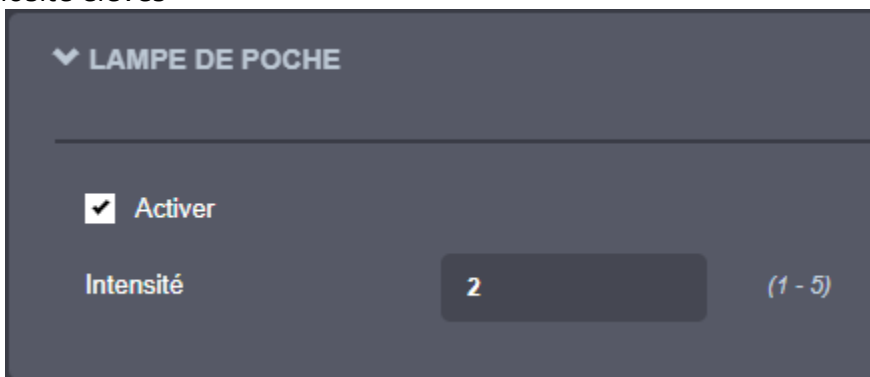 LAMPE DE POCHE
Activer
Intensité 2 (1 - 5)